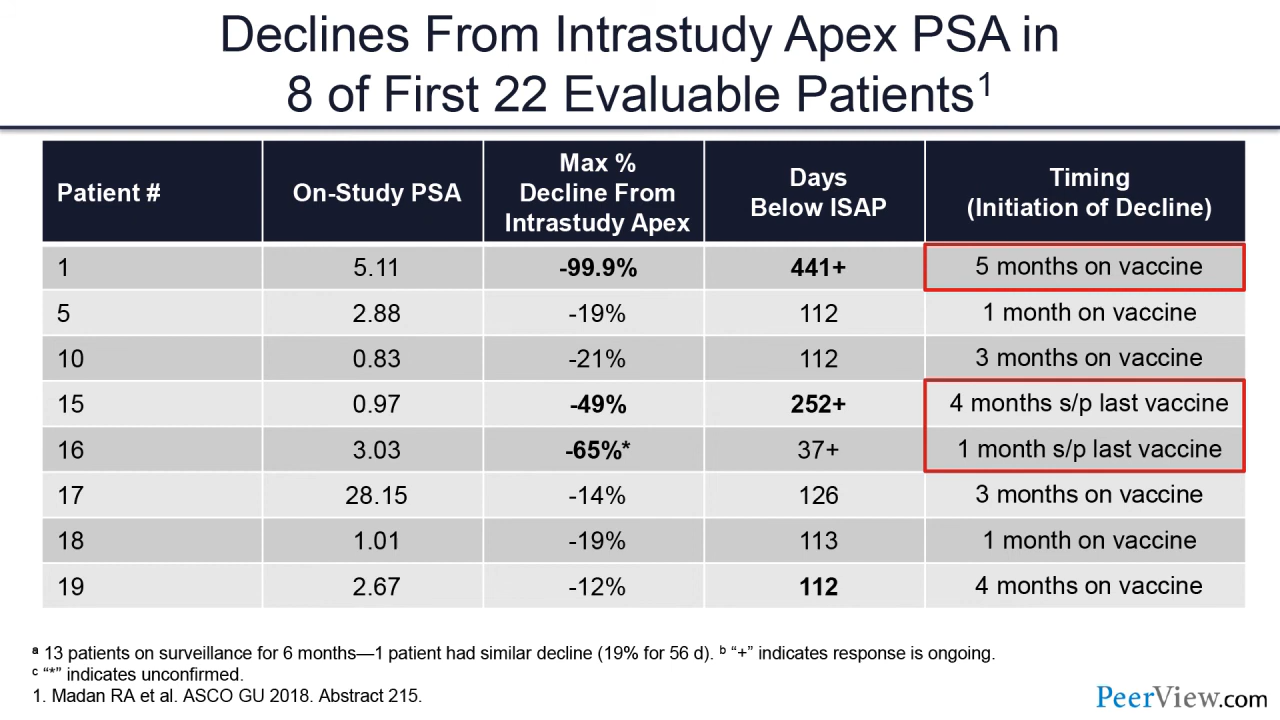 Declines From Intrastudy Apex PSA in
8 of First 22 Evaluable Patients1
Patient # On-Study PSA Max % Decline From Intrastudy Apex Days Below ISAP Timing (Initiation of Decline)
1 5.11 -99.9% 441+ 5 months on vaccine
5 2.88 -19% 112 1 month on vaccine
10 0.83 -21% 112 3 months on vaccine
15 0.97 -49% 252+ 4 months s/p last vaccine
16 3.03 -65%* 37+ 1 month s/p last vaccine
17 28.15 -14% 126 3 months on vaccine
18 1.01 -19% 113 1 month on vaccine
19 2.67 -12% 112 4 months on vaccine
a 13 patients on surveillance for 6 months—1 patient had similar decline (19% for 56 d). b “+” indicates response is ongoing.
c “*” indicates unconfirmed.
1. Madan RA et al. ASCO GU 2018. Abstract 215.
PeerView.com